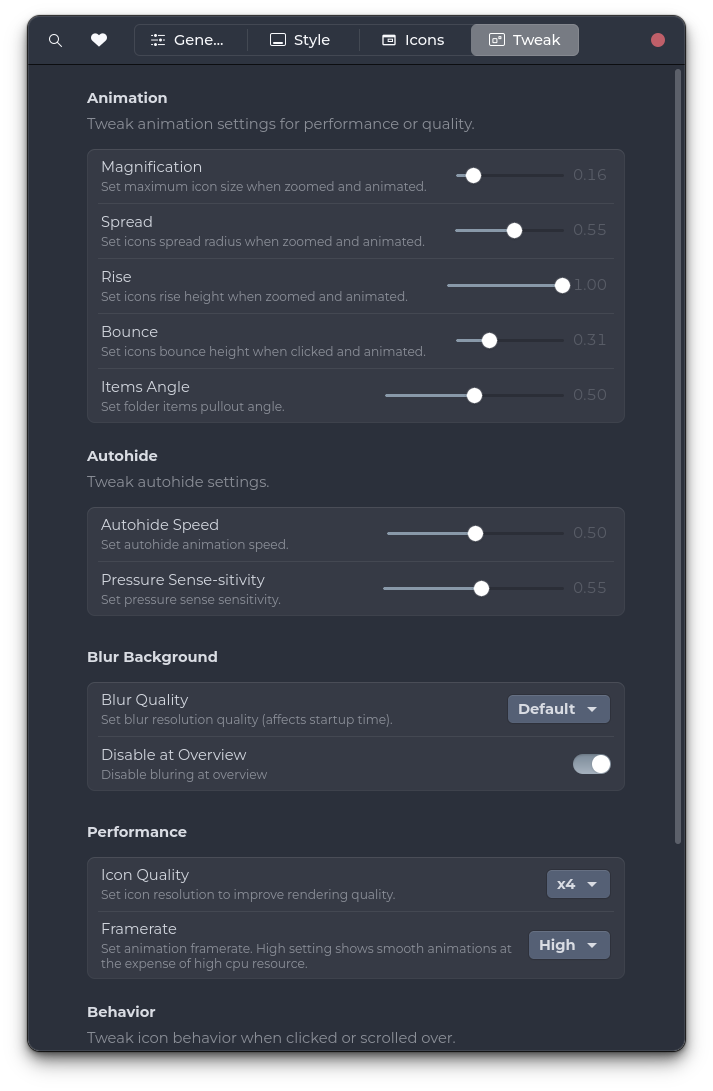 Gene...
Style
Icons
Tweak
Animation
Tweak animation settings for performance or quality.
Magnification
Set maximum icon size when zoomed and animated.
0.16
Spread
Set icons spread radius when zoomed and animated.
0.55
Rise
Set icons rise height when zoomed and animated.
1.00
Bounce
Set icons bounce height when clicked and animated.
0.31
Items Angle
Set folder items pullout angle.
0.50
Autohide
Tweak autohide settings.
Autohide Speed
Set autohide animation speed.
0.50
Pressure Sense-sitivity
Set pressure sense sensitivity.
0.55
Blur Background
Blur Quality
Set blur resolution quality (affects startup time).
Default
Disable at Overview
Disable bluring at overview
Performance
Icon Quality
Set icon resolution to improve rendering quality.
x4
Framerate
Set animation framerate. High setting shows smooth animations at
the expense of high cpu resource.
High
Behavior
Tweak icon behavior when clicked or scrolled over.